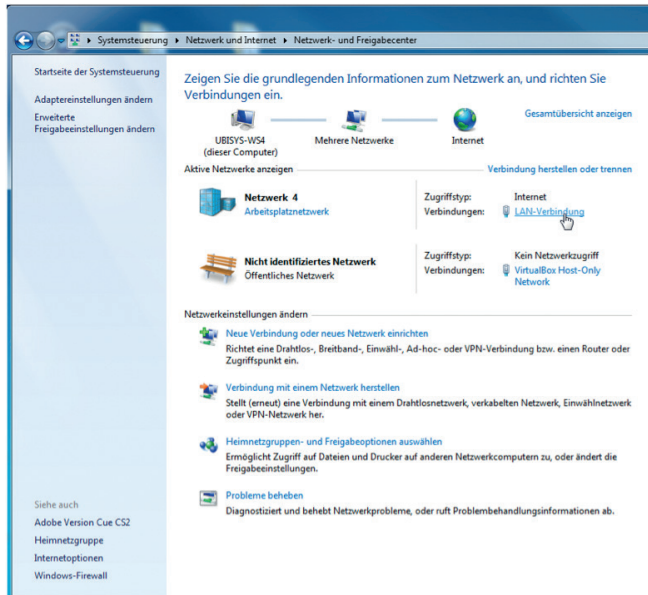 Systemsteuerung ▸ Netzwerk und Internet ▸ Netzwerk- und Freigabecenter
Startseite der Systemsteuerung
Adaptereinstellungen ändern
Erweiterte
Freigabeeinstellungen ändern
Zeigen Sie die grundlegenden Informationen zum Netzwerk an, und richten Sie
Verbindungen ein.
Gesamtübersicht anzeigen
UBISYS-WS4
(dieser Computer)
Mehrere Netzwerke
Internet
Aktive Netzwerke anzeigen
Verbindung herstellen oder trennen
Netzwerk 4
Arbeitsplatznetzwerk
Zugriffstyp: Internet
Verbindungen: LAN-Verbindung
Nicht identifiziertes Netzwerk
Öffentliches Netzwerk
Zugriffstyp: Kein Netzwerkzugriff
Verbindungen: VirtualBox Host-Only
Network
Netzwerkeinstellungen ändern
Neue Verbindung oder neues Netzwerk einrichten
Richtet eine Drahtlos-, Breitband-, Einwähl-, Ad-hoc- oder VPN-Verbindung bzw. einen Router oder
Zugriffspunkt ein.
Verbindung mit einem Netzwerk herstellen
Stellt (erneut) eine Verbindung mit einem Drahtlosnetzwerk, verkabelten Netzwerk, Einwählnetzwerk
oder VPN-Netzwerk her.
Heimnetzgruppen- und Freigabeoptionen auswählen
Ermöglicht Zugriff auf Dateien und Drucker auf anderen Netzwerkcomputern zu, oder ändert die
Freigabeeinstellungen.
Probleme beheben
Diagnostiziert und behebt Netzwerkprobleme, oder ruft Problembehandlungsinformationen ab.
Siehe auch
Adobe Version Cue CS2
Heimnetzgruppe
Internetoptionen
Windows-Firewall